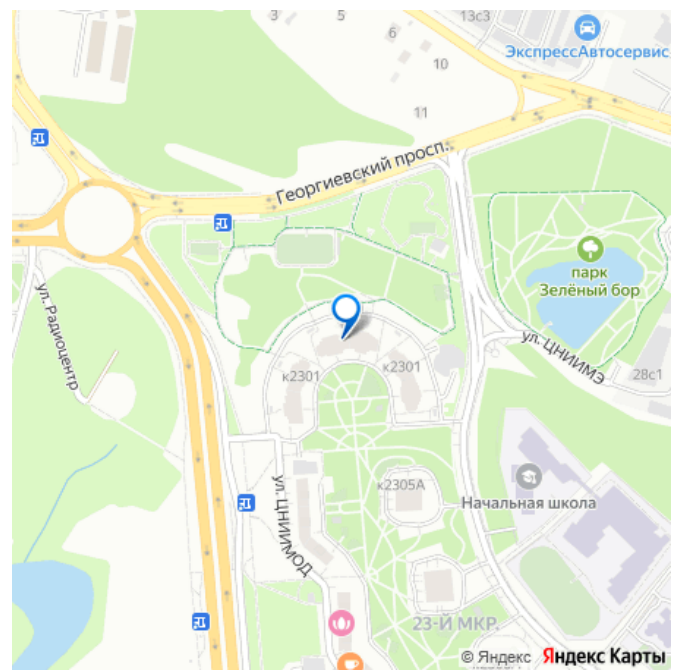 13с3
3
5
6
ЭкспрессАвтосервис
10
11
Георгиевский просп.
парк
Зелёный бор
ул. Радиоцентр
ул. ЦНИИМЭ
к2301
к2301
28с1
ул. ЦНИИМОД
к2305А
Начальная школа
23-Й МКР.
© Яндекс Яндекс Карты